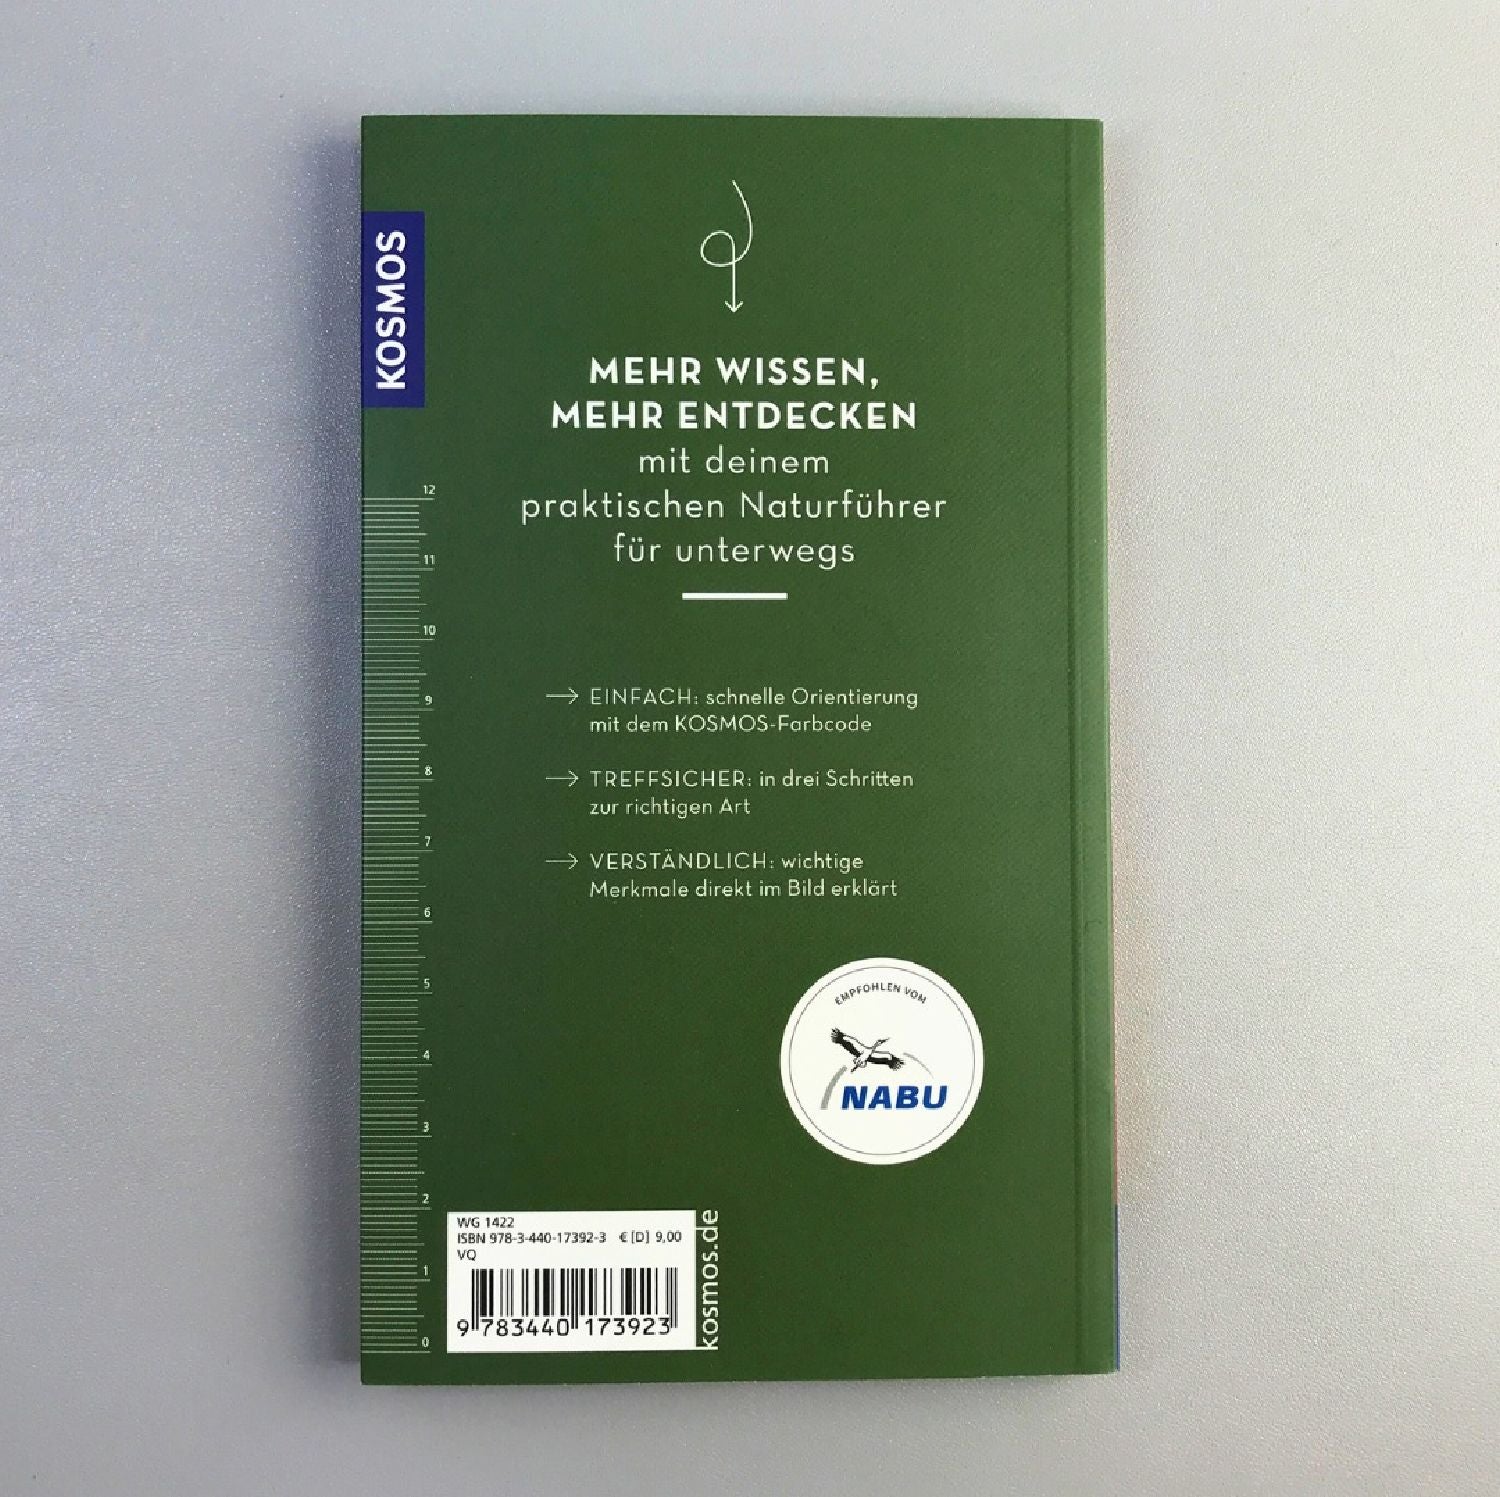 KOSMOS
MEHR WISSEN,
MEHR ENTDECKEN
mit deinem
praktischen Naturführer
für unterwegs
EINFACH: schnelle Orientierung
mit dem KOSMOS-Farbcode
TREFFSICHER: in drei Schritten
zur richtigen Art
VERSTÄNDLICH: wichtige
Merkmale direkt im Bild erklärt
12
11
10
9
8
7
6
5
4
3
2
1
0
EMPFOHLEN VOM
NABU
WG 1422
ISBN 978-3-440-17392-3 € [D] 9,00
VQ
9 783440 173923
kosmos.de